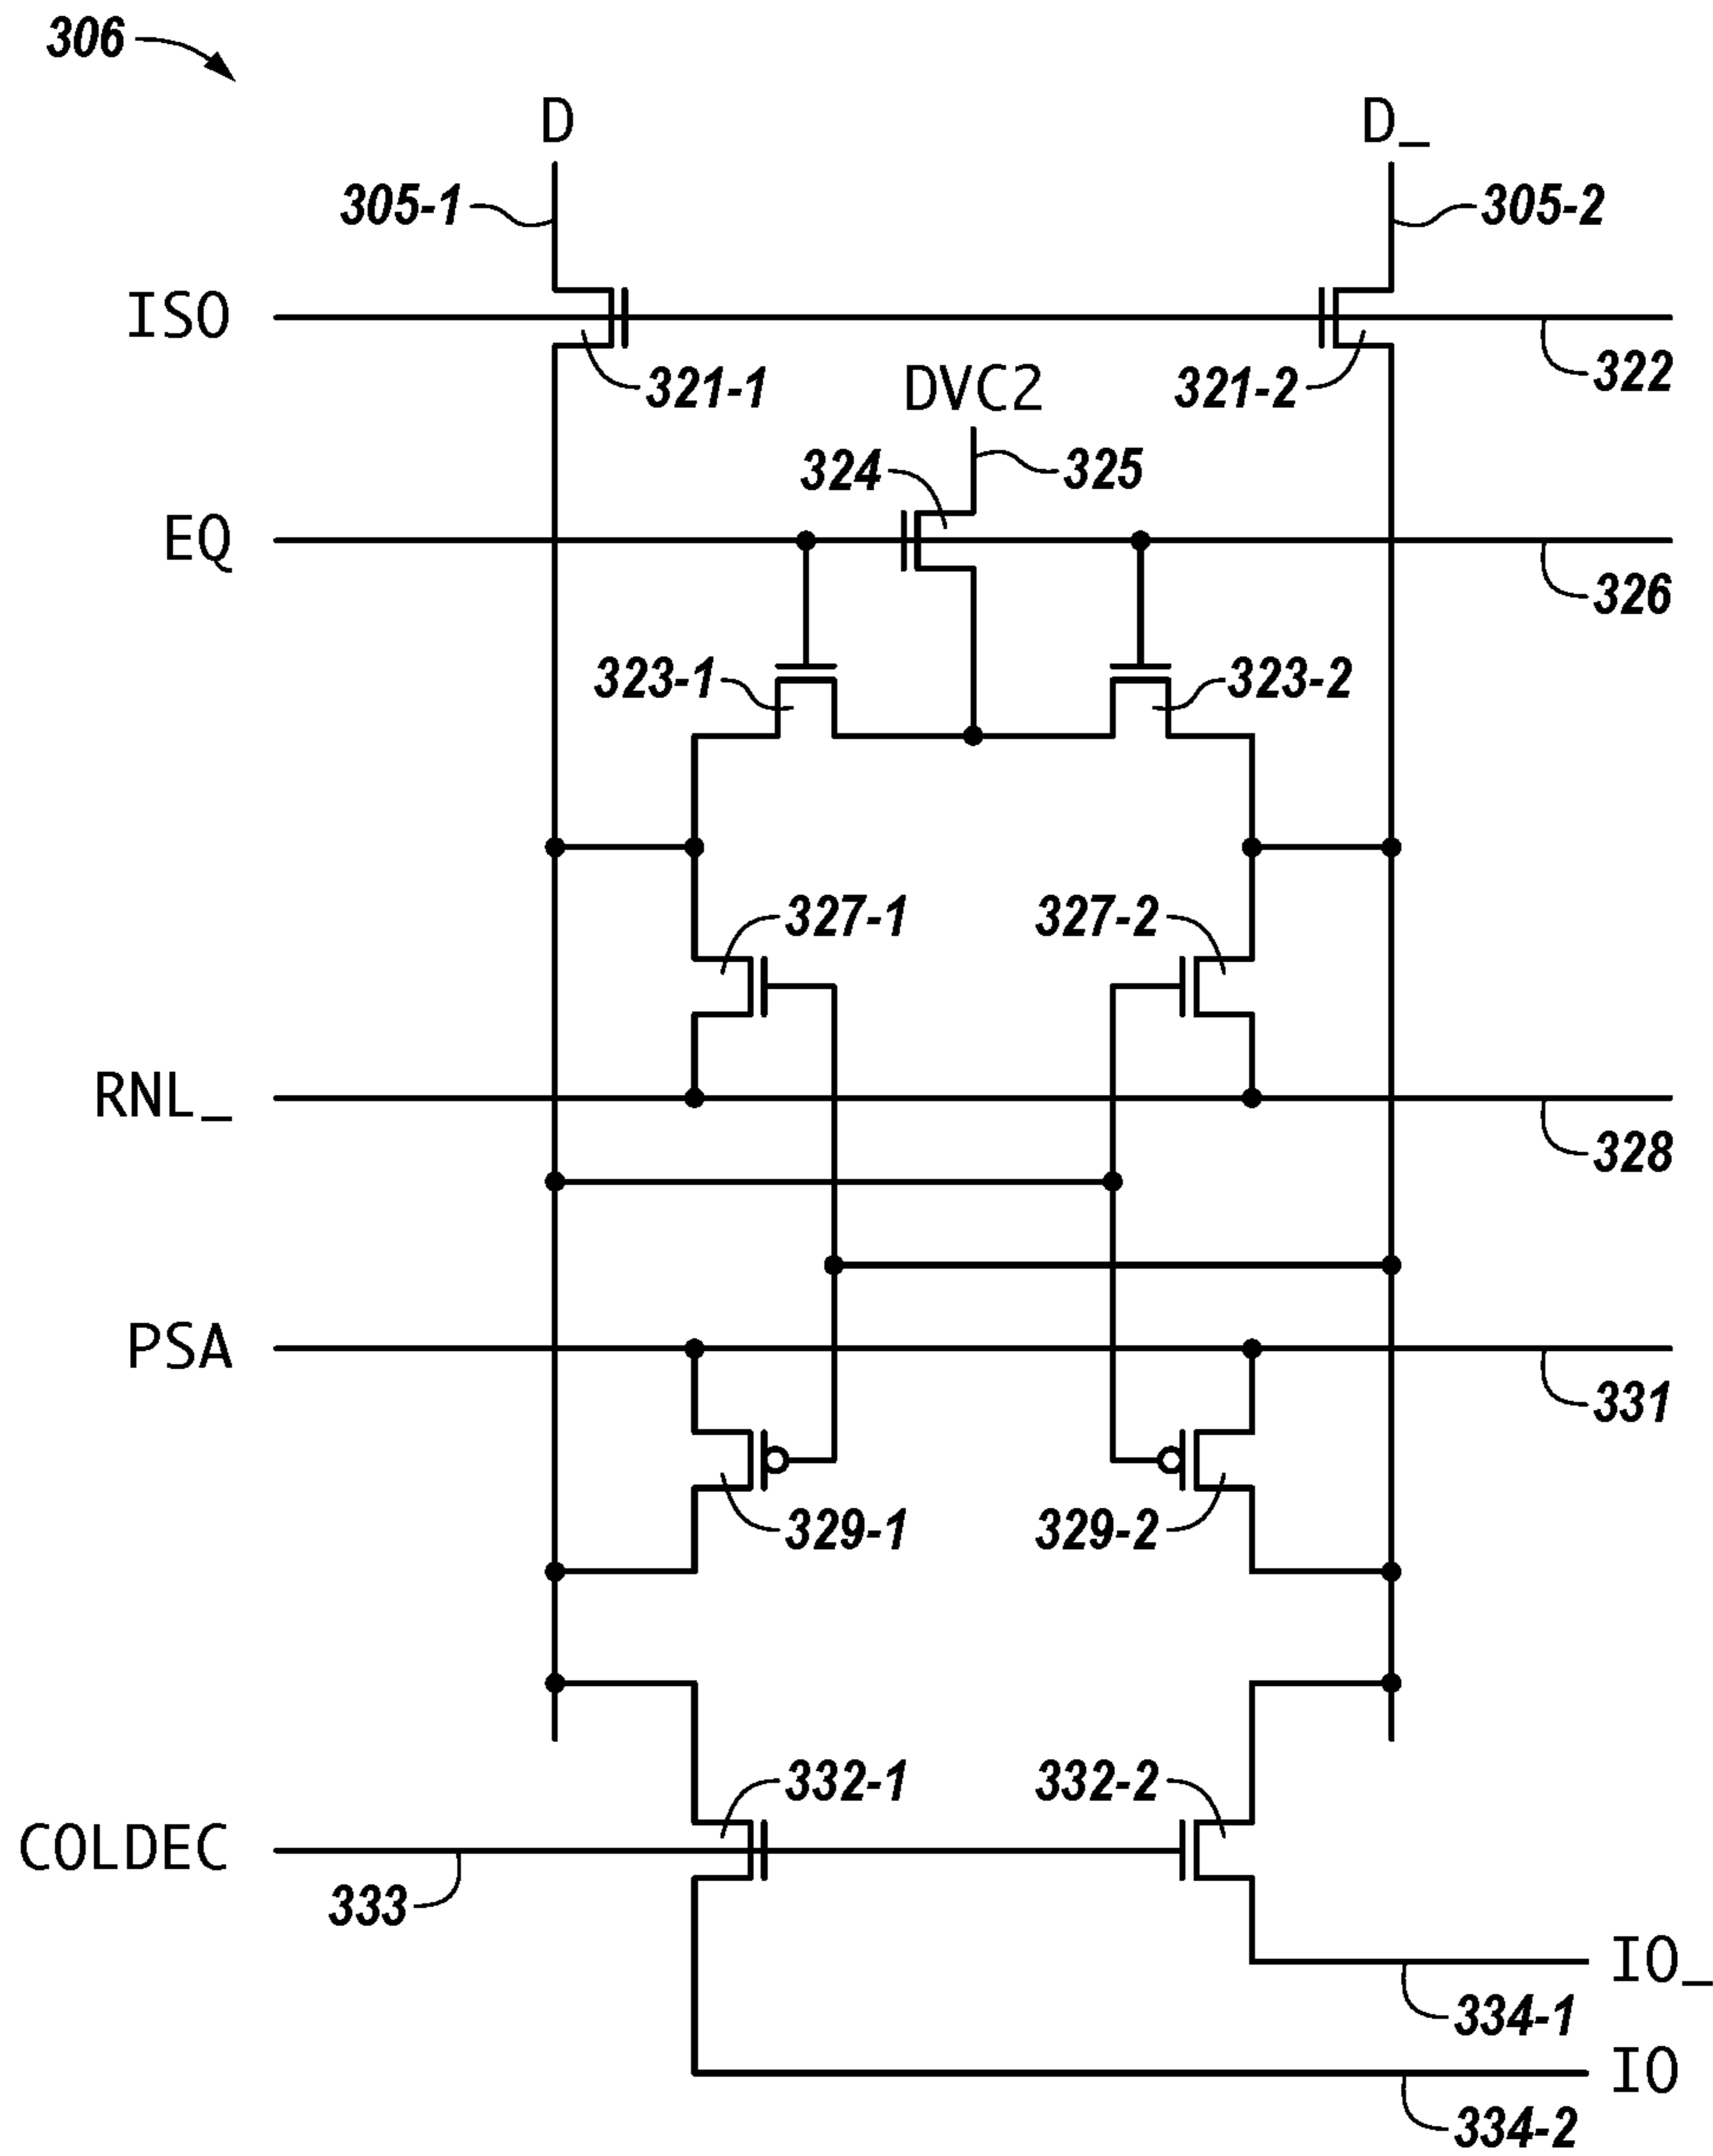 306
D D_
305-1 305-2
ISO
322
321-1 321-2
DVC2
324 325
EQ
326
323-1 323-2
327-1 327-2
RNL_
328
PSA
331
329-1 329-2
332-1 332-2
COLDEC
333
IO_
334-1
IO
334-2